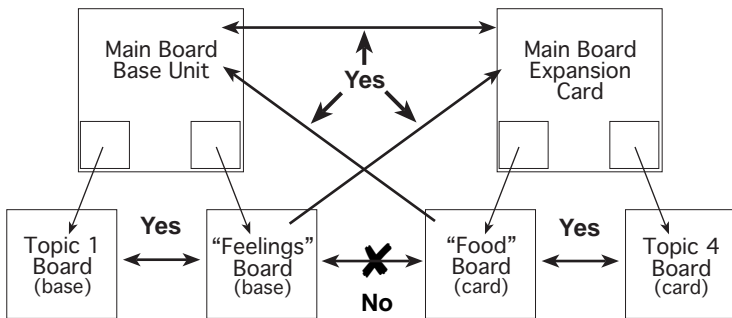 Main Board
Base Unit
Main Board
Expansion
Card
Yes
Topic 1
Board
(base)
Yes
“Feelings”
Board
(base)
No
“Food”
Board
(card)
Yes
Topic 4
Board
(card)